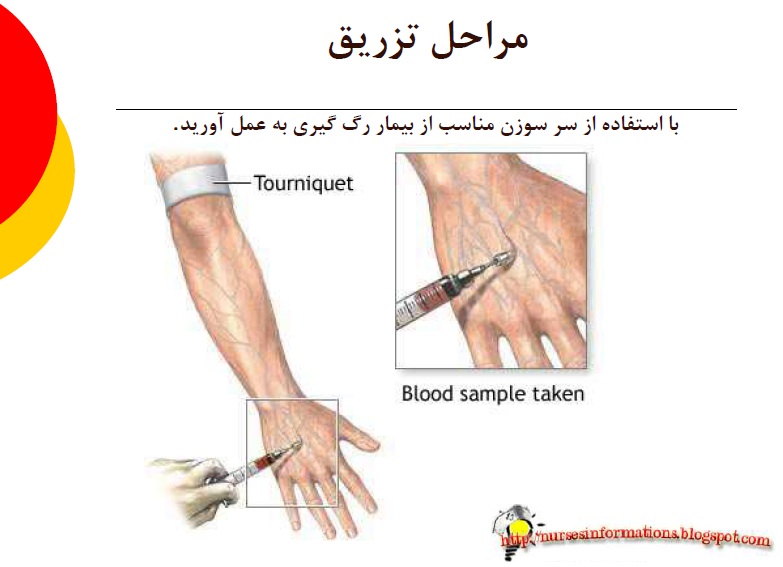 مراحل تزریق
با استفاده از سر سوزن مناسب از بیمار رگ گیری به عمل آورید.
Tourniquet
Blood sample taken
http://nursesinformations.blogspot.com